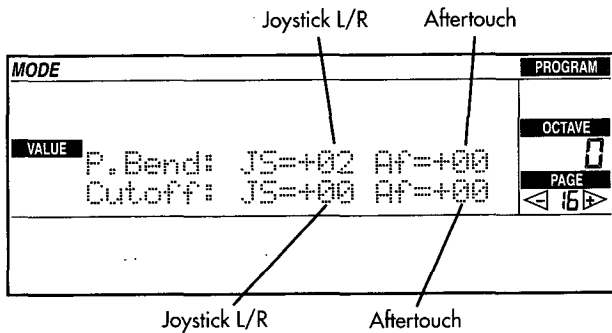 Joystick L/R Aftertouch
MODE PROGRAM
OCTAVE
0
VALUE P.Bend: JS=+02 Af=+00
PAGE
Cutoff: JS=+00 Af=+00 - 16 +
Joystick L/R Aftertouch